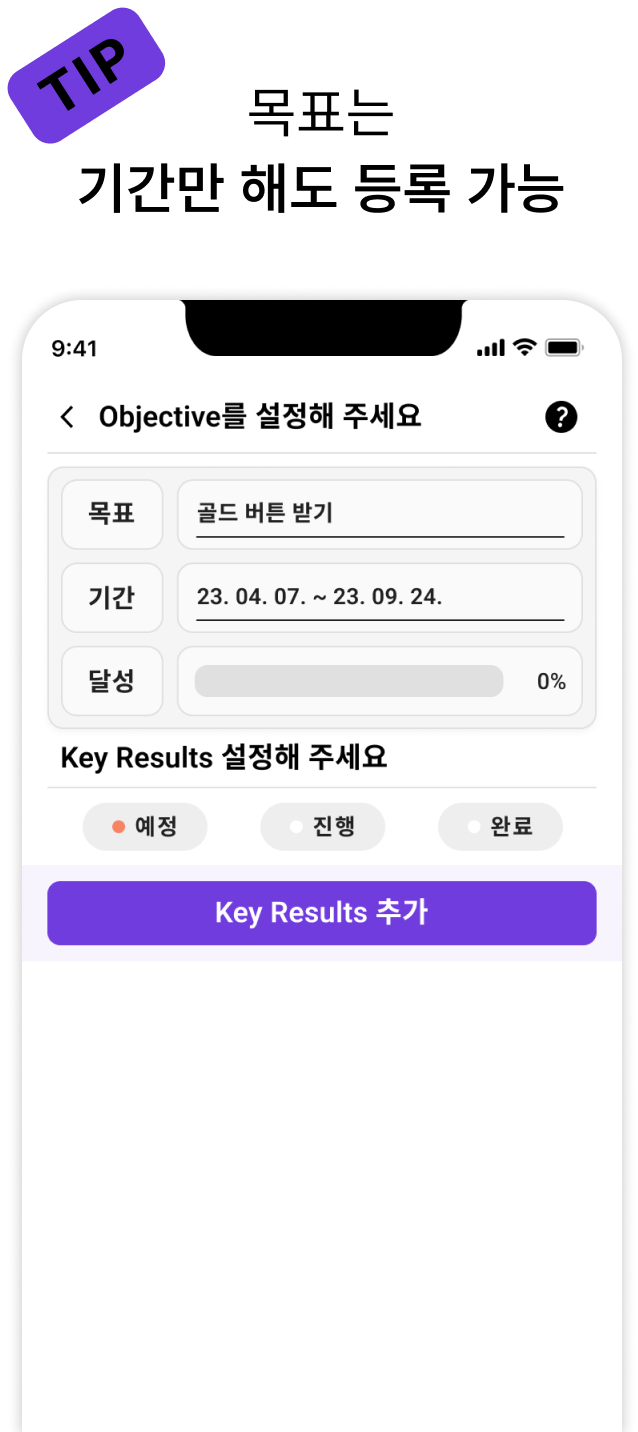 TIP
목표는
기간만 해도 등록 가능
9:41
Objective를 설정해 주세요
?
목표
골드 버튼 받기
기간
23. 04. 07. ~ 23. 09. 24.
달성
0%
Key Results 설정해 주세요
예정
진행
완료
Key Results 추가